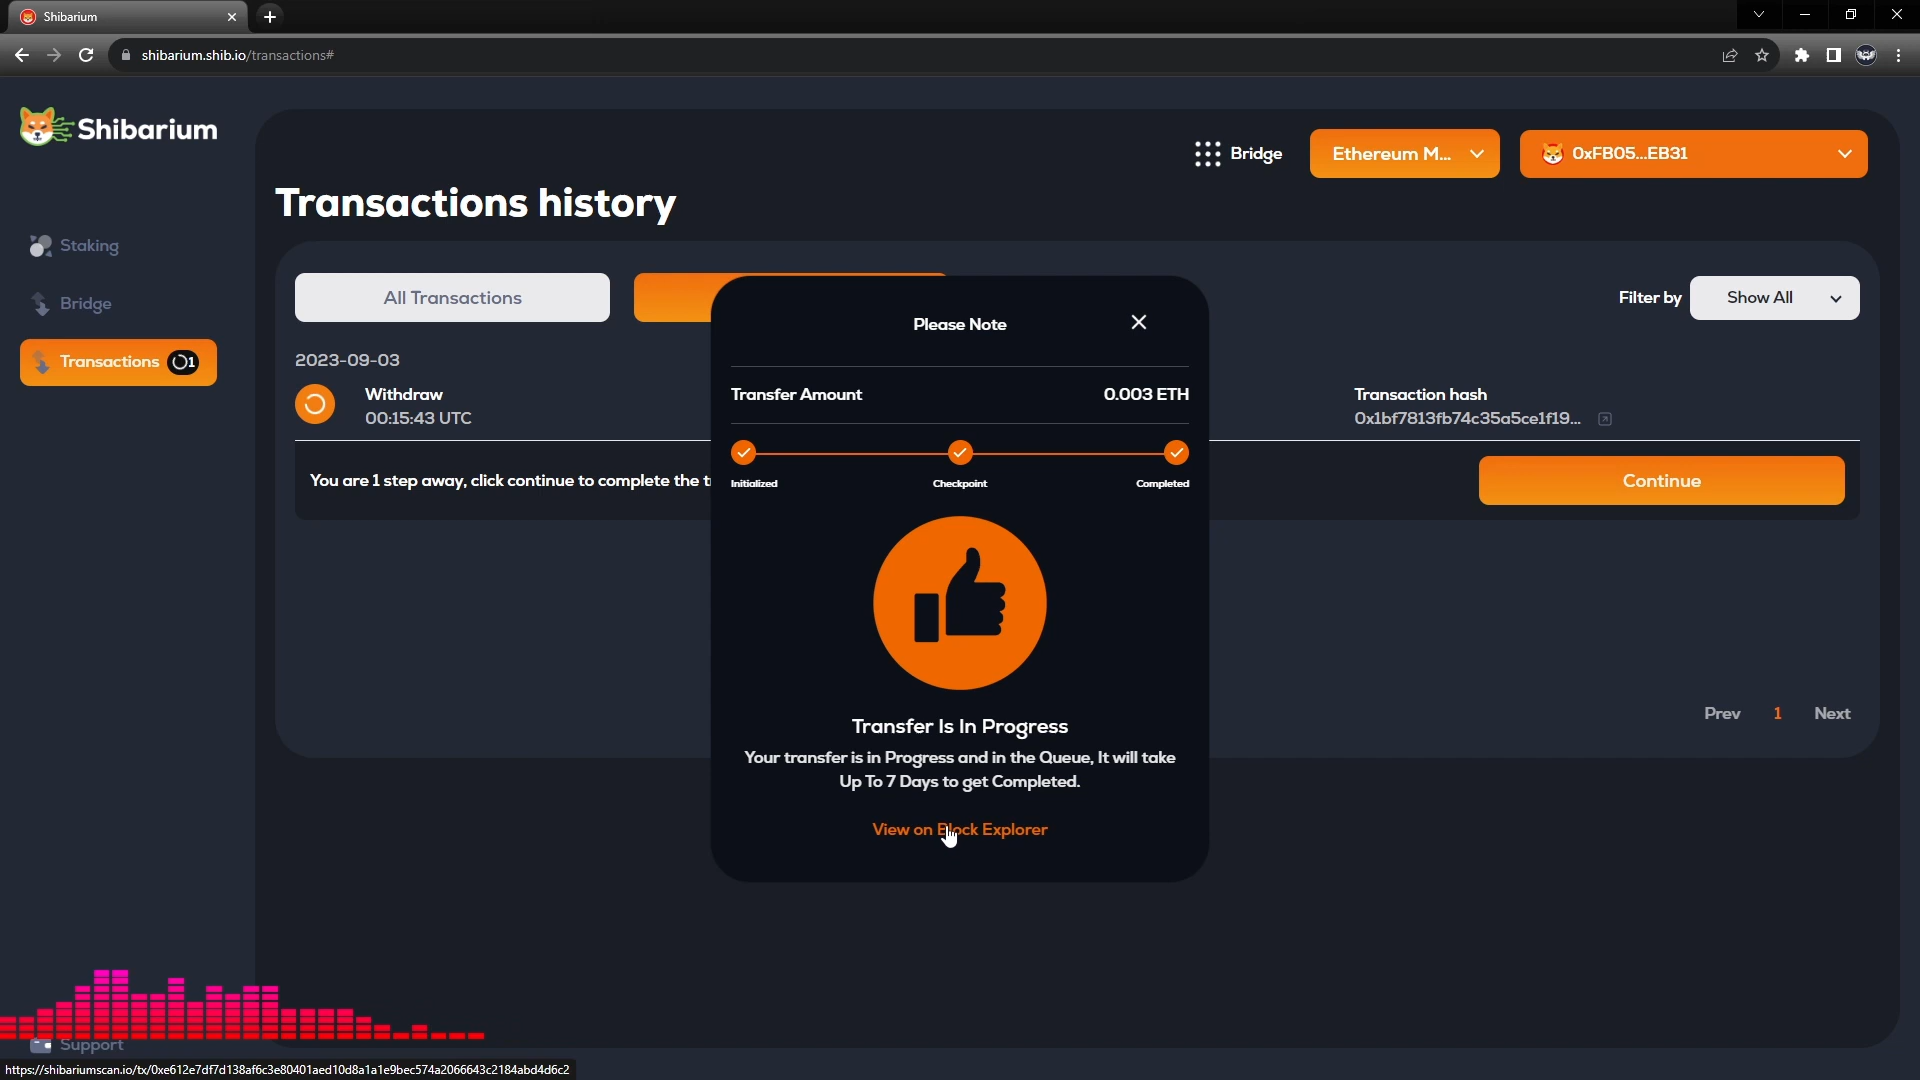 Shibarium
shibarium.shib.io/transactions#
Shibarium
Bridge
Ethereum M...
0xFB05...EB31
Transactions history
Staking
Bridge
Transactions 1
All Transactions
Filter by
Show All
Please Note
2023-09-03
Withdraw
00:15:43 UTC
Transfer Amount
0.003 ETH
Transaction hash
0x1bf7813fb74c35a5ce1f19...
Initialized
Checkpoint
Completed
You are 1 step away, click continue to complete the
Continue
Transfer Is In Progress
Your transfer is in Progress and in the Queue, It will take
Up To 7 Days to get Completed.
View on Block Explorer
Prev
1
Next
Support
https://shibariumscan.io/tx/0xe612e7df7d138af6c3e80401aed10d8a1a1e9bec574a2066643c2184abd4d6c2